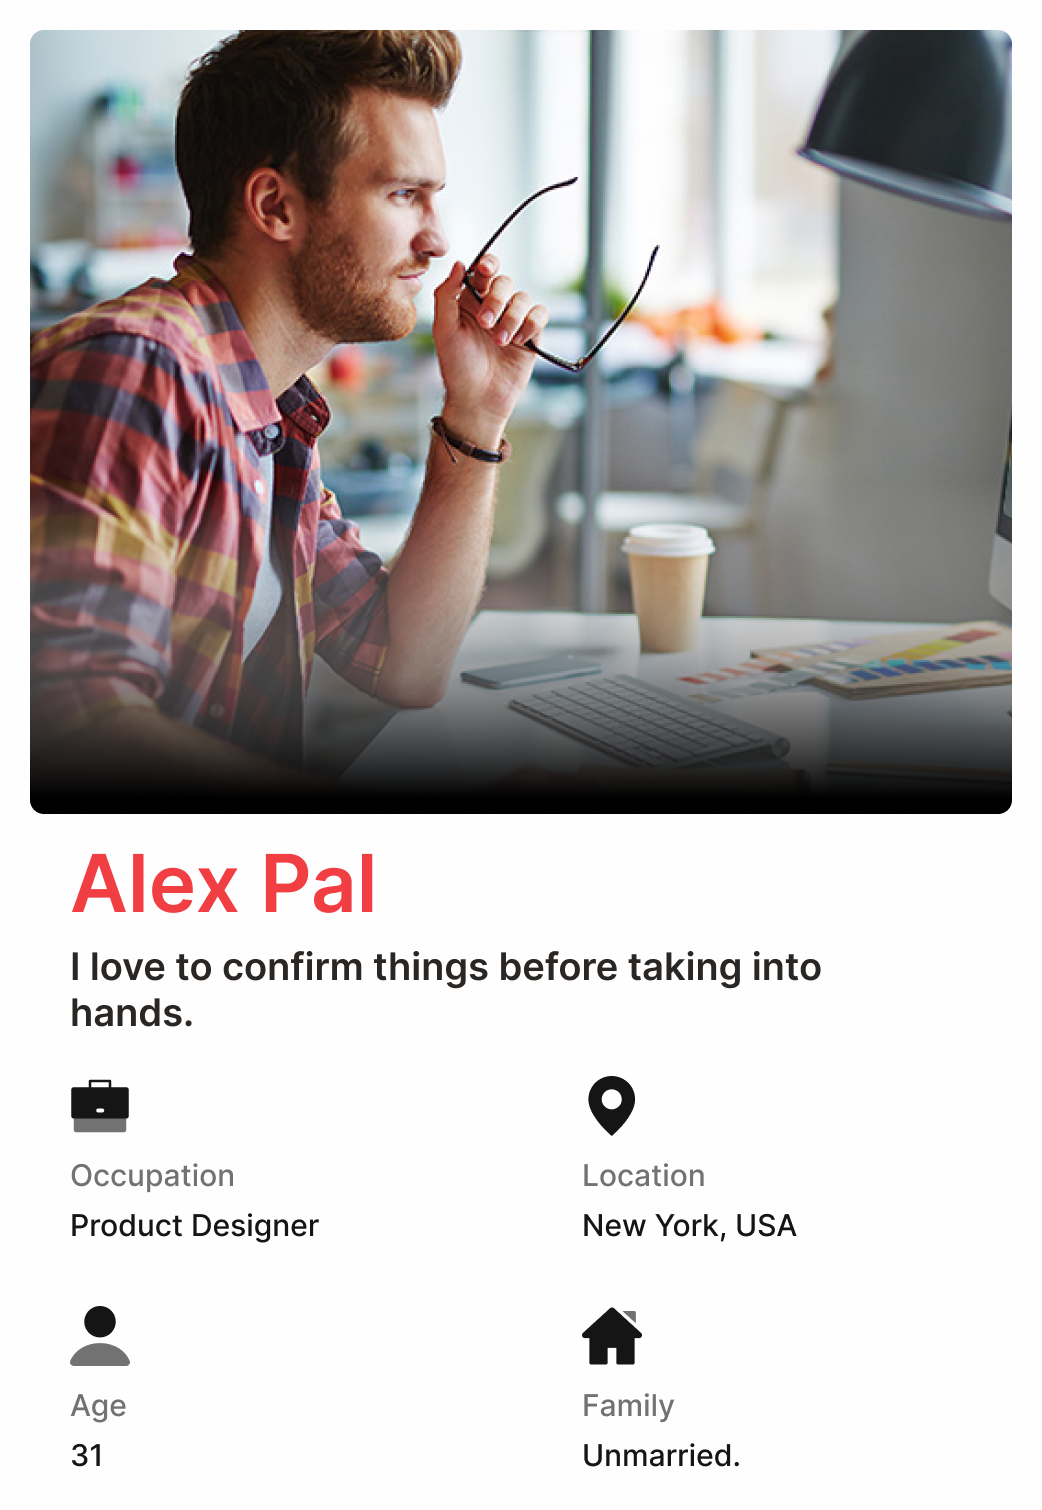 Alex Pal
I love to confirm things before taking into
hands.
Occupation
Product Designer
Location
New York, USA
Age
31
Family
Unmarried.